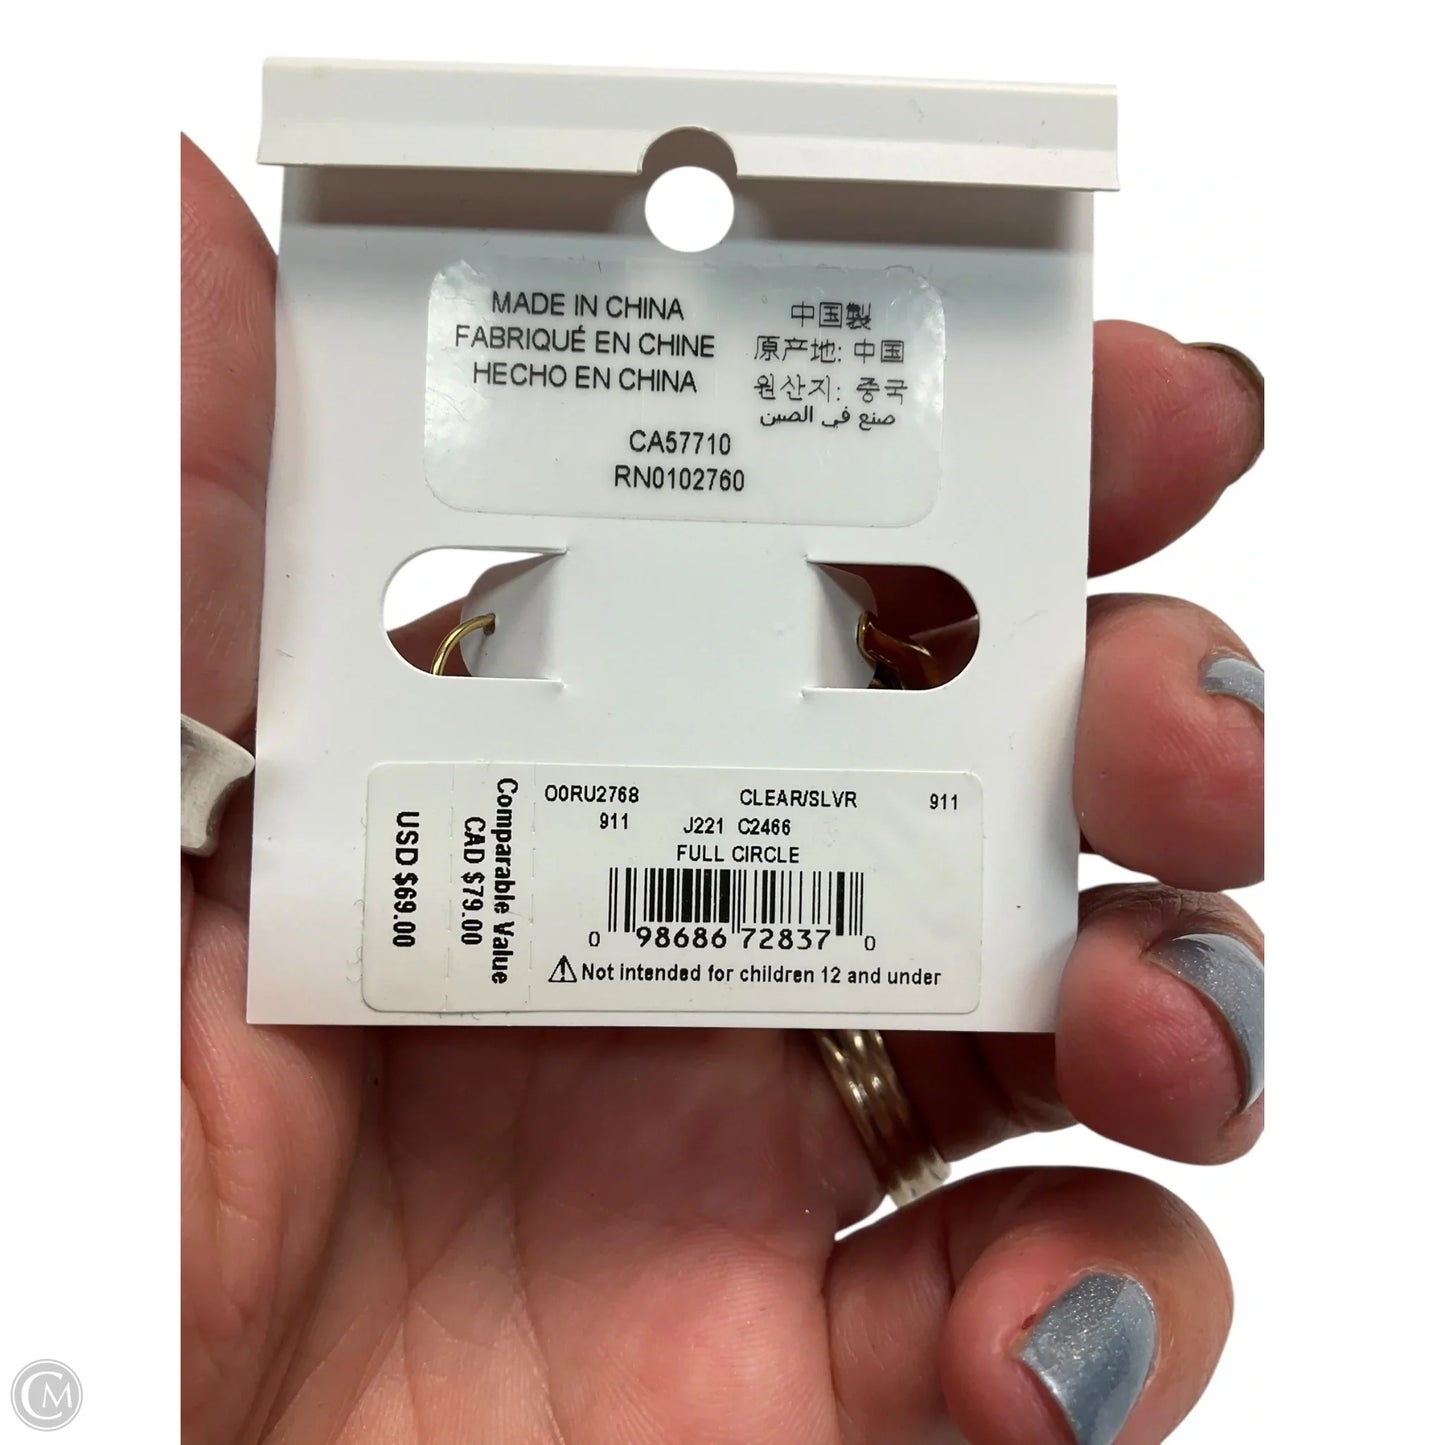 MADE IN CHINA
FABRIQUÉ EN CHINE
HECHO EN CHINA
中国製
原产地: 中国
원산지: 중국
صنع في الصين
CA57710
RN0102760
USD $69.00
Comparable Value
CAD $79.00
O0RU2768 CLEAR/SLVR 911
911 J221 C2466
FULL CIRCLE
0 98686 72837 0
⚠ Not intended for children 12 and under
CM